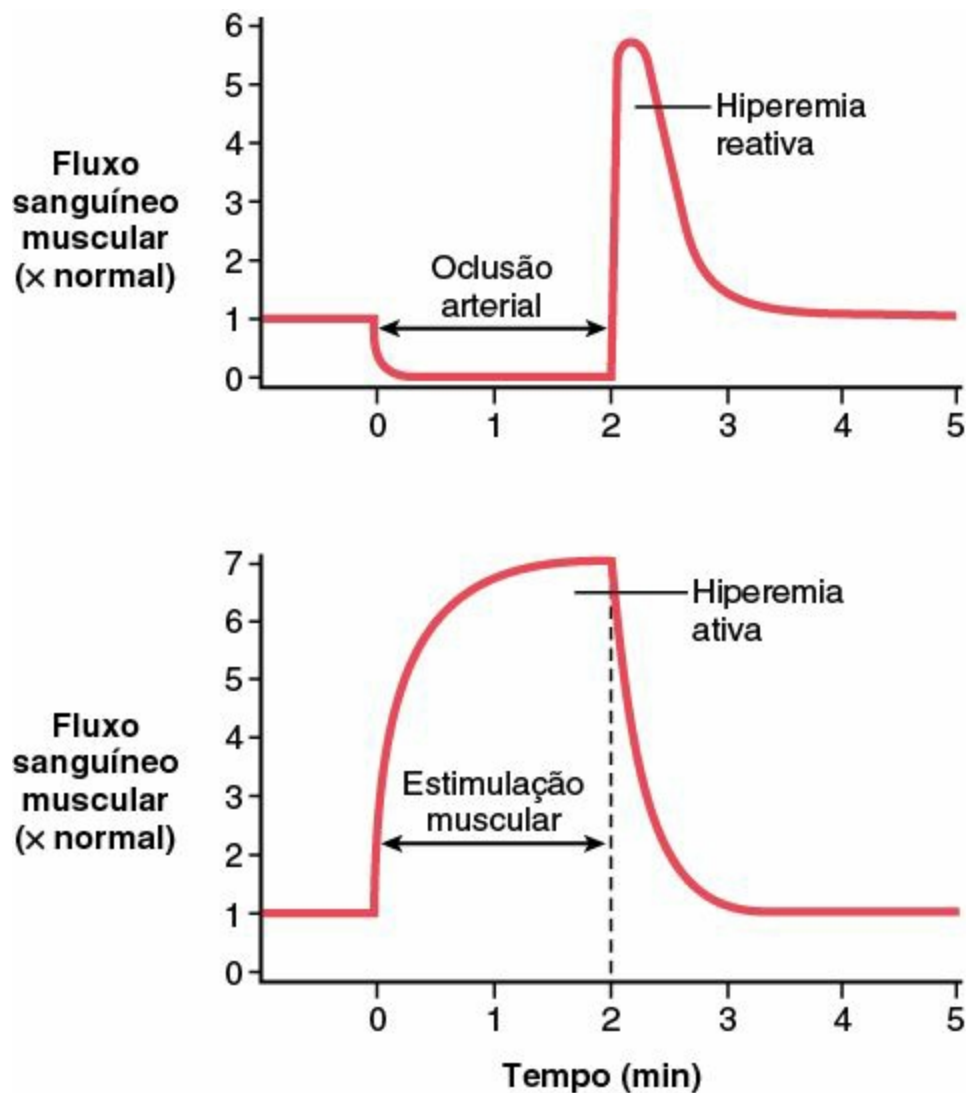 6
5
4
3
2
1
0
Fluxo
sanguíneo
muscular
(× normal)
Hiperemia
reativa
Oclusão
arterial
0 1 2 3 4 5
7
6
5
4
3
2
1
0
Fluxo
sanguíneo
muscular
(× normal)
Hiperemia
ativa
Estimulação
muscular
0 1 2 3 4 5
Tempo (min)